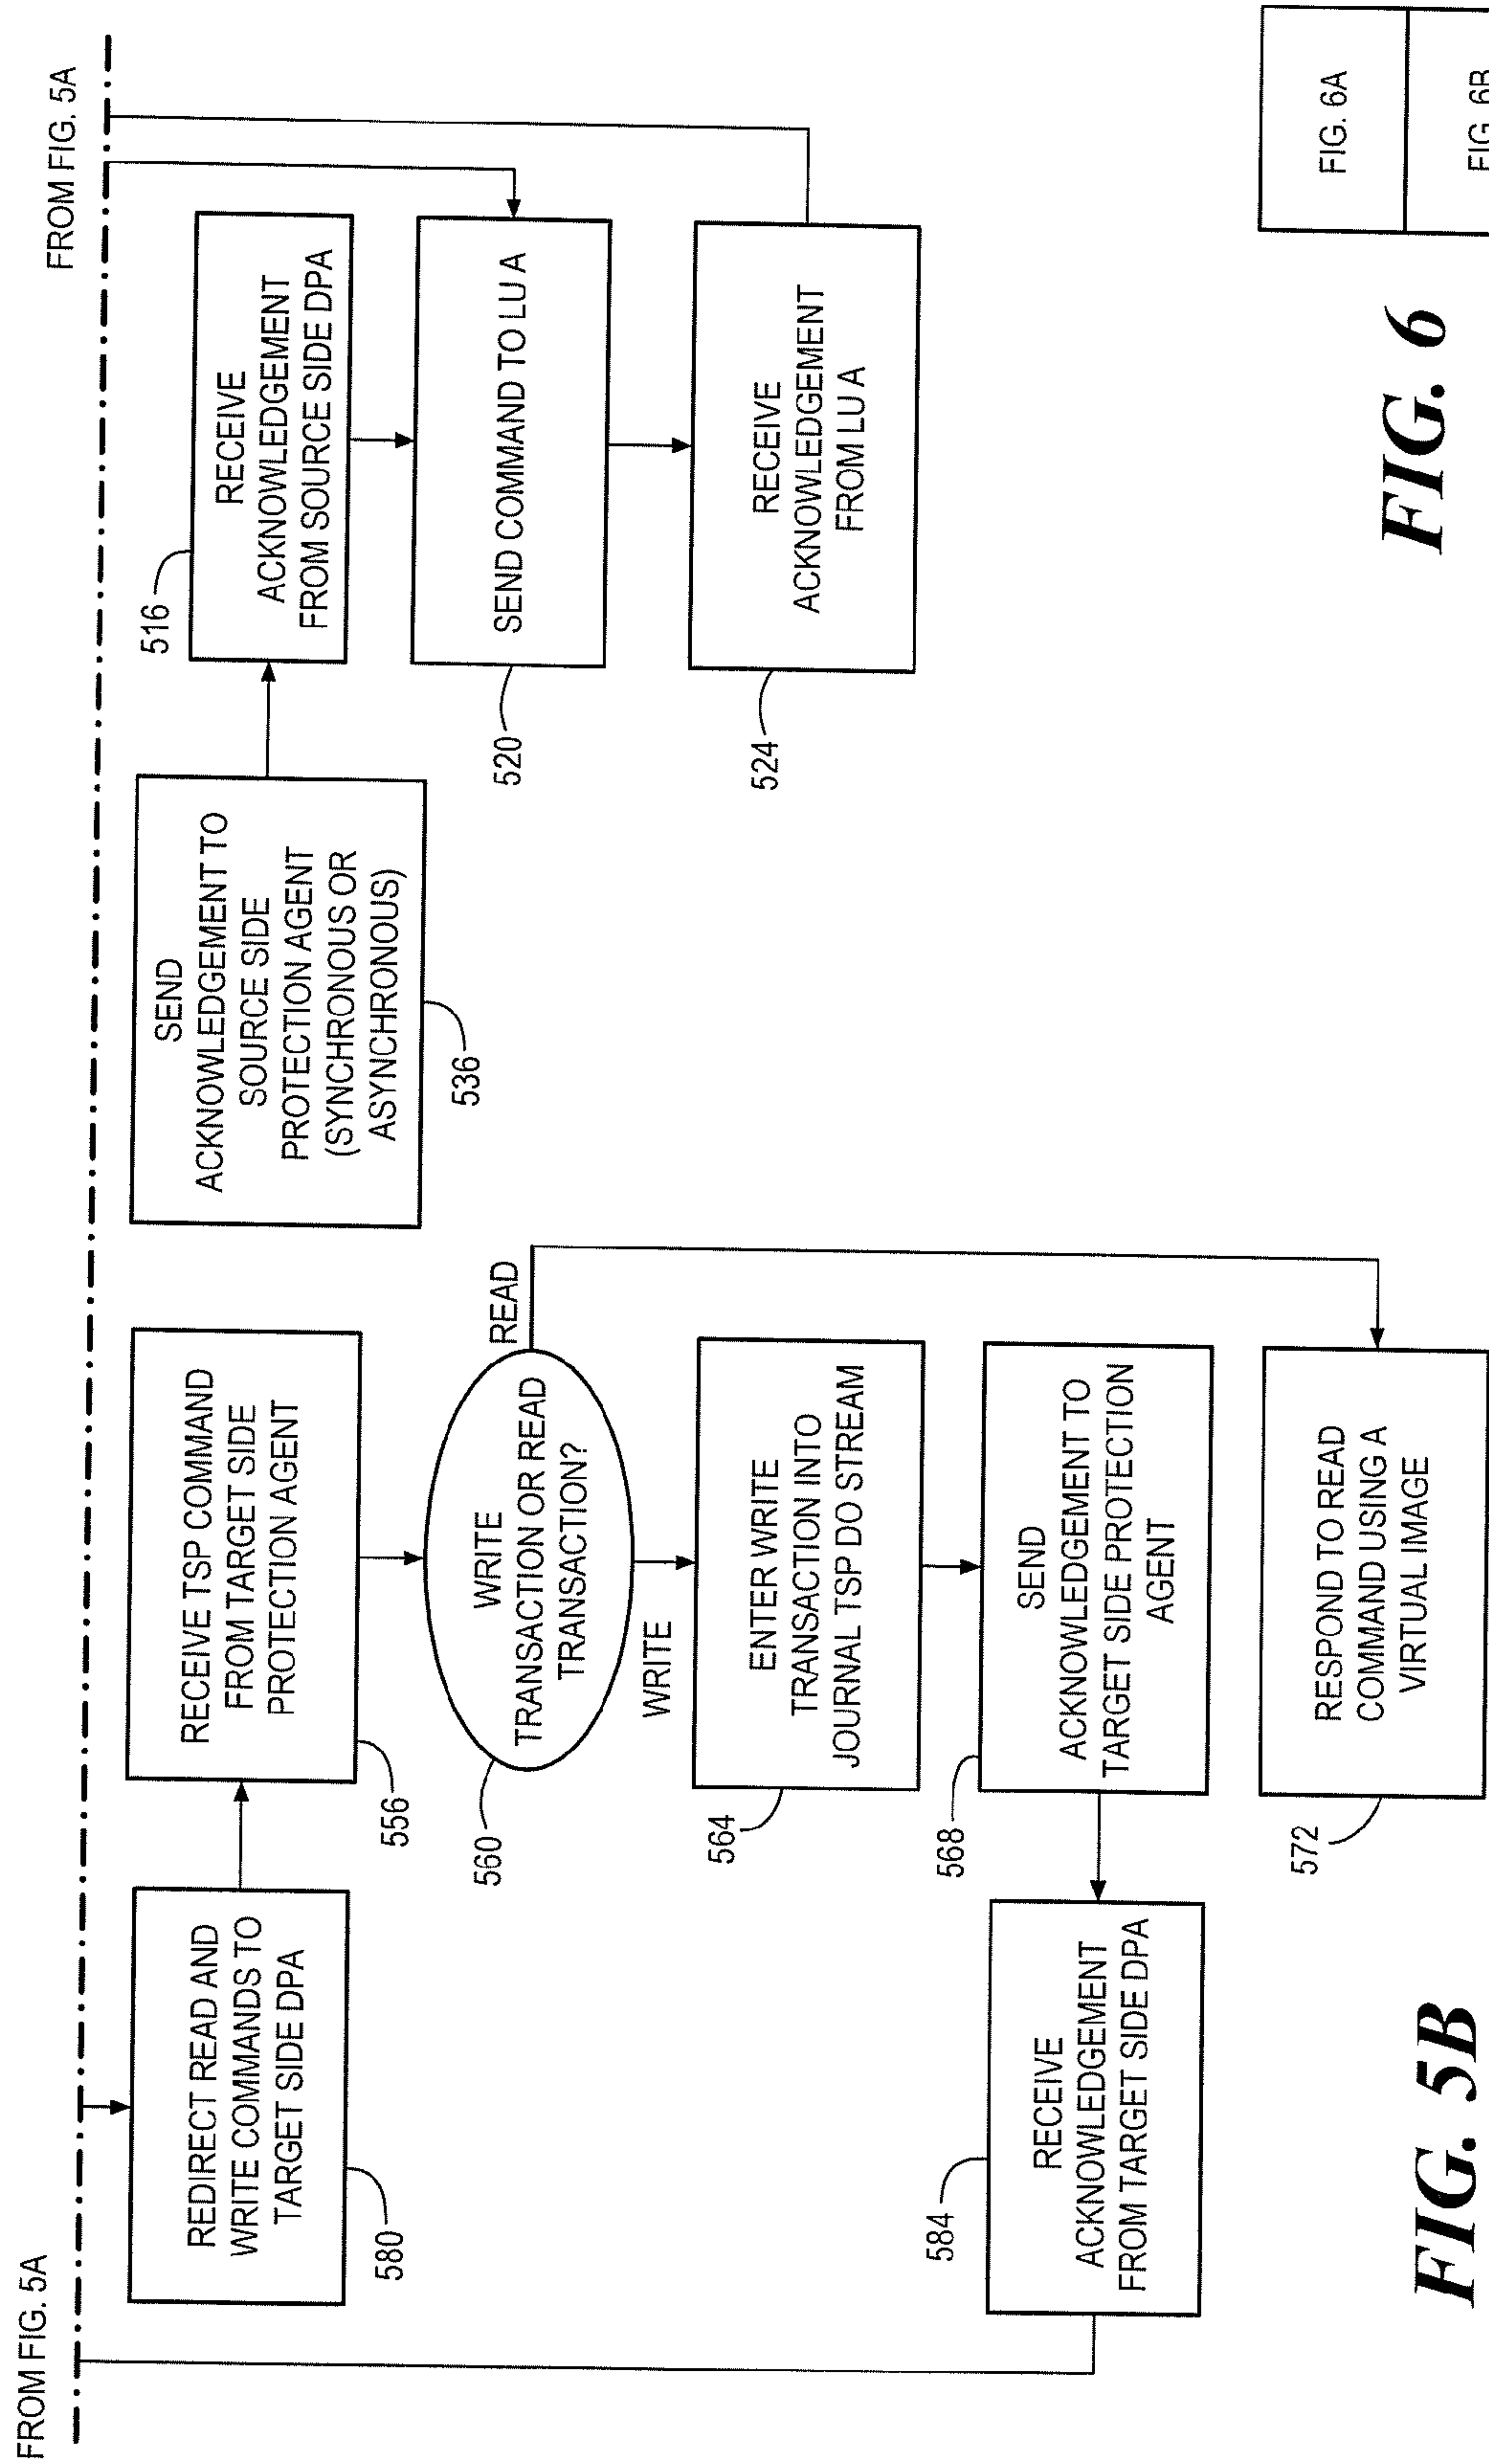 FROM FIG. 5A
FROM FIG. 5A
REDIRECT READ AND
WRITE COMMANDS TO
TARGET SIDE DPA
580
RECEIVE TSP COMMAND
FROM TARGET SIDE
PROTECTION AGENT
556
SEND
ACKNOWLEDGEMENT TO
SOURCE SIDE
PROTECTION AGENT
(SYNCHRONOUS OR
ASYNCHRONOUS)
536
RECEIVE
ACKNOWLEDGEMENT
FROM SOURCE SIDE DPA
516
WRITE
TRANSACTION OR READ
TRANSACTION?
560
READ
WRITE
SEND COMMAND TO LU A
520
ENTER WRITE
TRANSACTION INTO
JOURNAL TSP DO STREAM
564
RECEIVE
ACKNOWLEDGEMENT
FROM LU A
524
RECEIVE
ACKNOWLEDGEMENT
FROM TARGET SIDE DPA
584
SEND
ACKNOWLEDGEMENT TO
TARGET SIDE PROTECTION
AGENT
568
RESPOND TO READ
COMMAND USING A
VIRTUAL IMAGE
572
FIG. 5B
FIG. 6
FIG. 6A
FIG. 6B